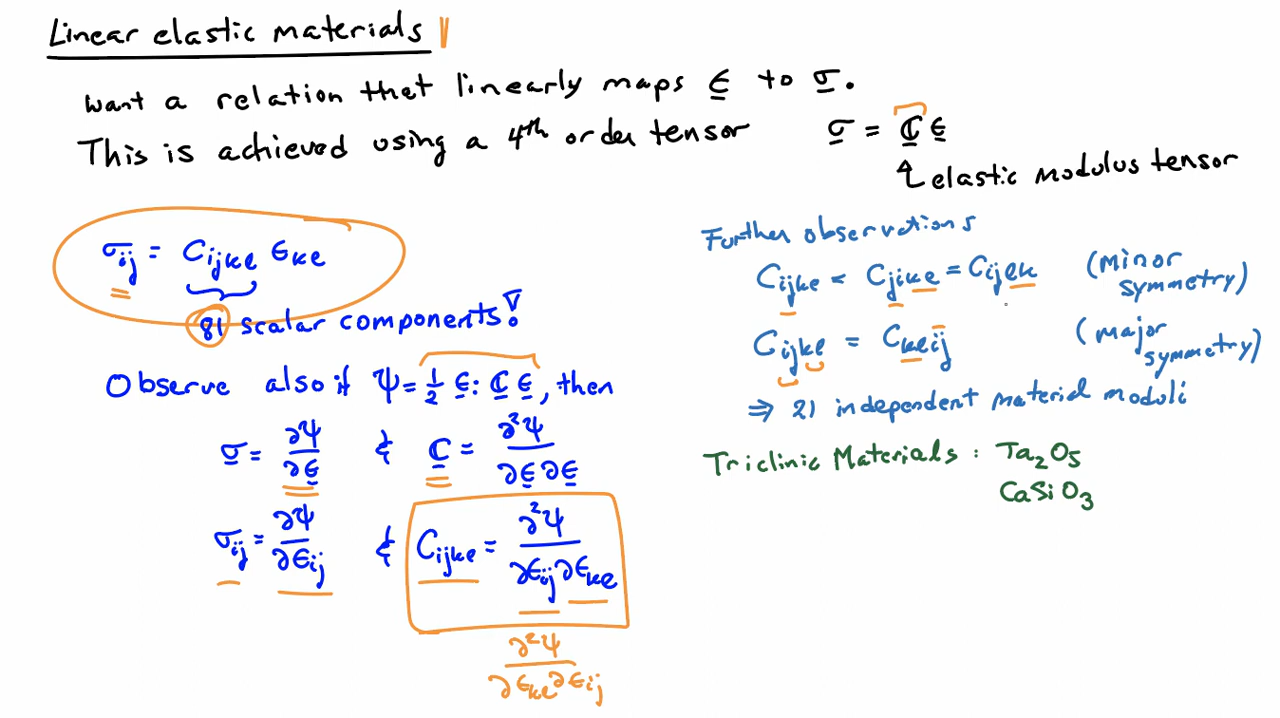 Linear elastic materials
want a relation thet linearly maps ϵ to σ.
This is achieved using a 4th order tensor σ = ℂ ϵ
elastic modulus tensor
σij = Cijkl ϵkl
81 scalar components!
Observe also if Ψ = 1/2 ϵ : ℂ ϵ, then
σ = ∂Ψ/∂ϵ & ℂ = ∂²Ψ/∂ϵ∂ϵ
σij = ∂Ψ/∂ϵij & Cijkl = ∂²Ψ/∂ϵij∂ϵkl
∂²Ψ/∂ϵkl∂ϵij
Further observations
Cijkl = Cjikl = Cijlk (minor symmetry)
Cijkl = Cklij (major symmetry)
⇒ 21 independent material moduli
Triclinic Materials : Ta2O5
CaSiO3